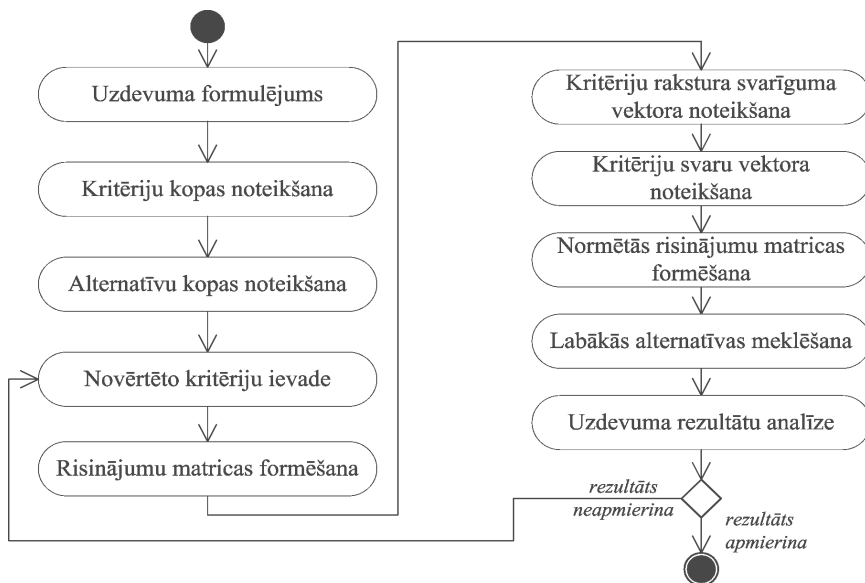 Uzdevuma formulējums
Kritēriju kopas noteikšana
Alternatīvu kopas noteikšana
Novērtēto kritēriju ievade
Risinājumu matricas formēšana
Kritēriju rakstura svarīguma
vektora noteikšana
Kritēriju svaru vektora
noteikšana
Normētās risinājumu matricas
formēšana
Labākās alternatīvas meklēšana
Uzdevuma rezultātu analīze
rezultāts
neapmierina
rezultāts
apmierina